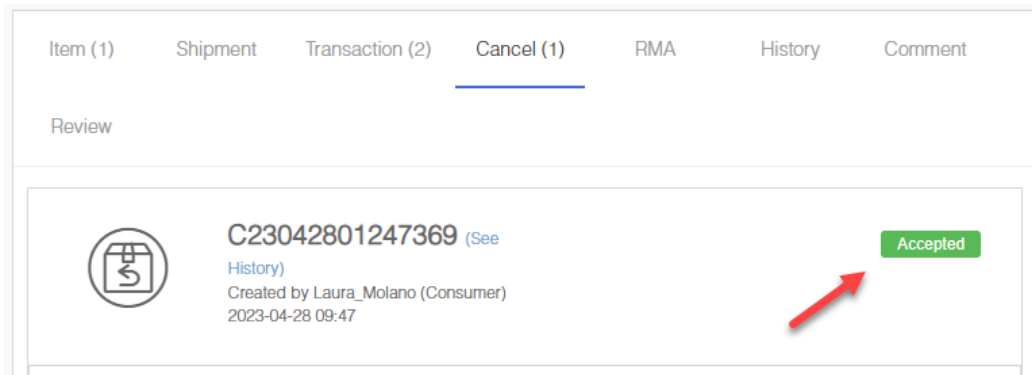 Item (1) Shipment Transaction (2) Cancel (1) RMA History Comment
Review
C23042801247369 (See
History)
Accepted
Created by Laura_Molano (Consumer)
2023-04-28 09:47